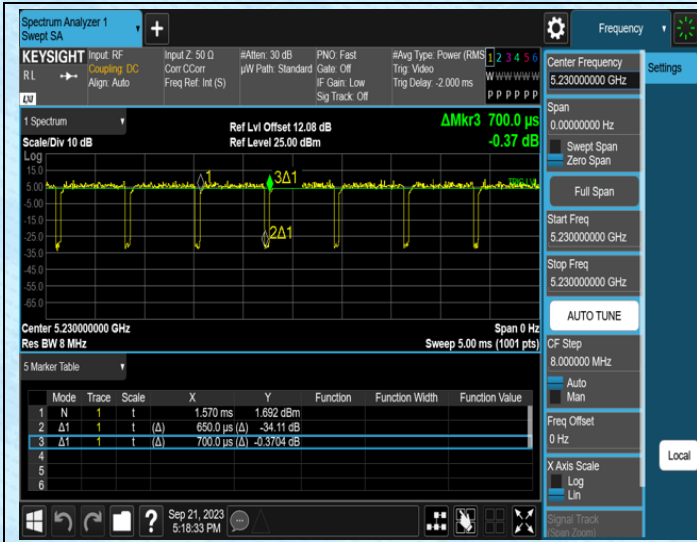 Spectrum Analyzer 1
Swept SA
Frequency
KEYSIGHT
Input: RF
Input Z: 50 Ω
#Atten: 30 dB
PNO: Fast
#Avg Type: Power (RMS
1 2 3 4 5 6
RL
Coupling: DC
Corr CCorr
µW Path: Standard
Gate: Off
Trig: Video
W W W W W W
Align: Auto
Freq Ref: Int (S)
IF Gain: Low
Trig Delay: -2.000 ms
Sig Track: Off
P P P P P P
LXI
1 Spectrum
Ref Lvl Offset 12.08 dB
ΔMkr3 700.0 µs
Scale/Div 10 dB
Ref Level 25.00 dBm
-0.37 dB
Log
15.0
5.00
-5.00
-15.0
-25.0
-35.0
-45.0
-55.0
-65.0
1
3Δ1
2Δ1
TRIG LVL
Center 5.230000000 GHz
Span 0 Hz
Res BW 8 MHz
Sweep 5.00 ms (1001 pts)
5 Marker Table
Mode Trace Scale X Y Function Function Width Function Value
1 N 1 t 1.570 ms 1.692 dBm
2 Δ1 1 t (Δ) 650.0 µs (Δ) -34.11 dB
3 Δ1 1 t (Δ) 700.0 µs (Δ) -0.3704 dB
4
5
6
Sep 21, 2023
5:18:33 PM
Center Frequency
5.230000000 GHz
Span
0.00000000 Hz
Swept Span
Zero Span
Full Span
Start Freq
5.230000000 GHz
Stop Freq
5.230000000 GHz
AUTO TUNE
CF Step
8.000000 MHz
Auto
Man
Freq Offset
0 Hz
X Axis Scale
Log
Lin
Signal Track
(Span Zoom)
Settings
Local